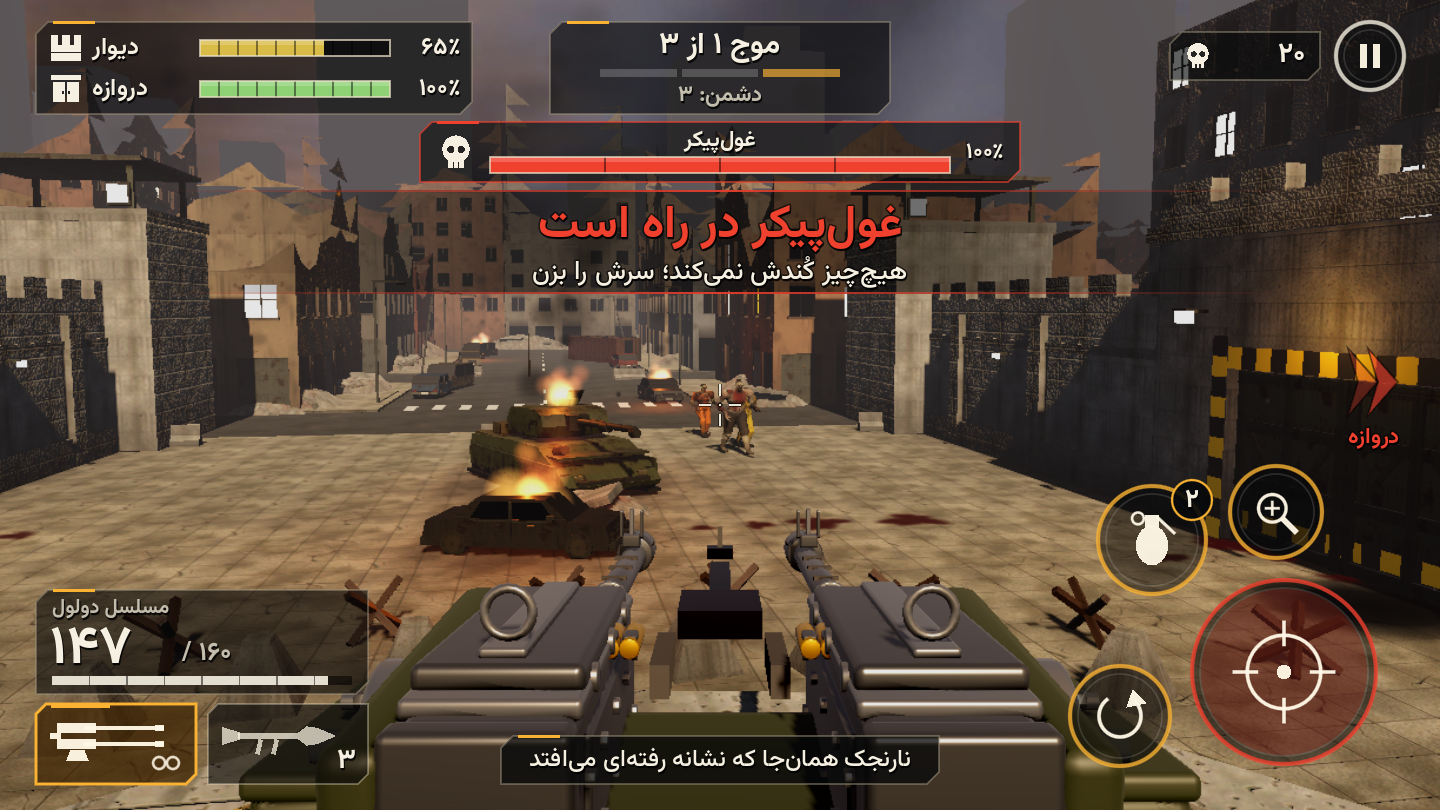 دیوار ۶۵٪
دروازه ۱۰۰٪
موج ۱ از ۳
دشمن: ۳
۲۰
غول‌پیکر ۱۰۰٪
غول‌پیکر در راه است
هیچ‌چیز کُندش نمی‌کند؛ سرش را بزن
دروازه
۲
مسلسل دولول
۱۴۷ / ۱۶۰
∞
۳
نارنجک همان‌جا که نشانه رفته‌ای می‌افتد